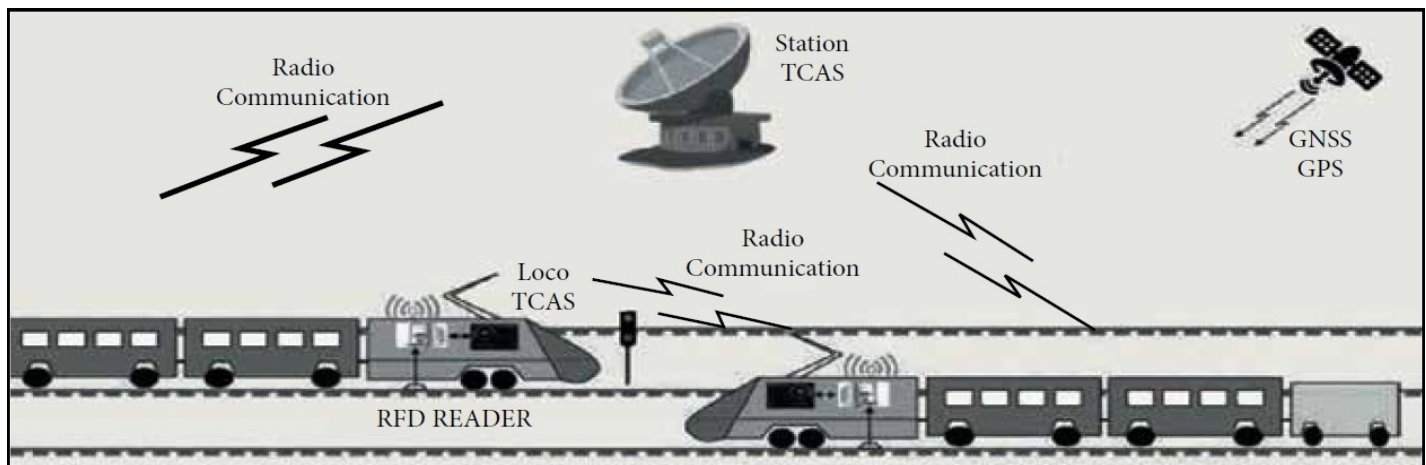 Radio
Communication
Station
TCAS
Radio
Communication
GNSS
GPS
Radio
Communication
Loco
TCAS
RFD READER